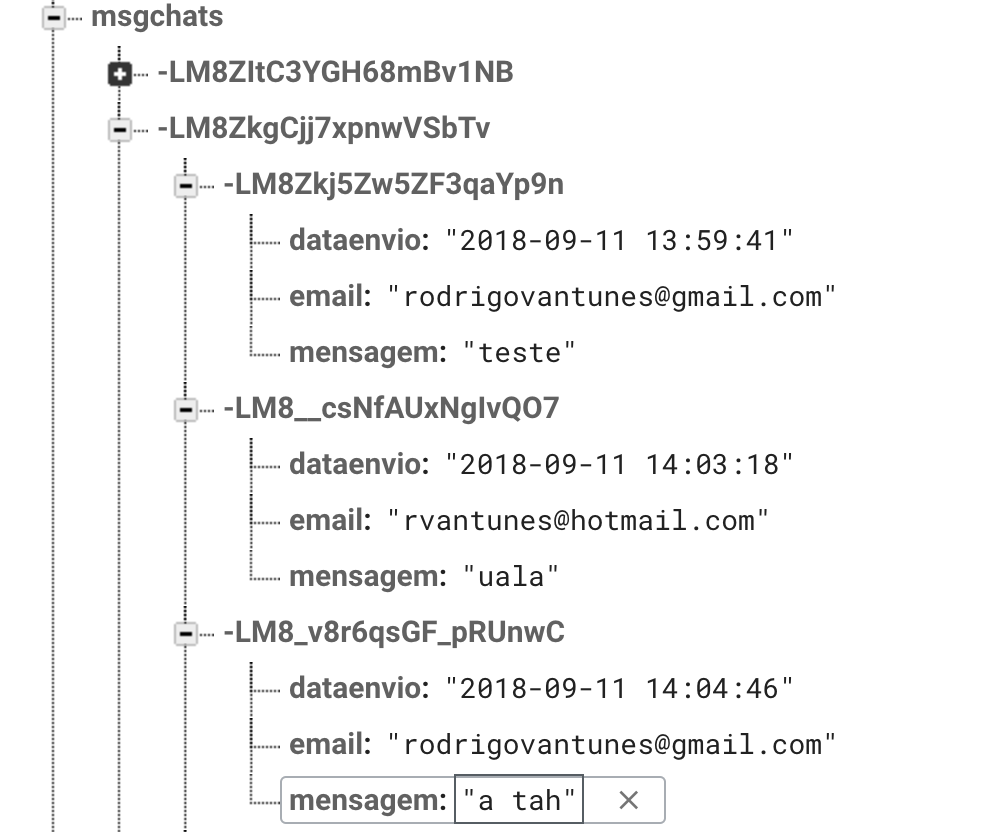 msgchats
-LM8ZItC3YGH68mBv1NB
-LM8ZkgCjj7xpnwVSbTv
-LM8Zkj5Zw5ZF3qaYp9n
dataenvio: "2018-09-11 13:59:41"
email: "rodrigovantunes@gmail.com"
mensagem: "teste"
-LM8__csNfAUxNgIvQO7
dataenvio: "2018-09-11 14:03:18"
email: "rvantunes@hotmail.com"
mensagem: "uala"
-LM8_v8r6qsGF_pRUnwC
dataenvio: "2018-09-11 14:04:46"
email: "rodrigovantunes@gmail.com"
mensagem: "a tah"